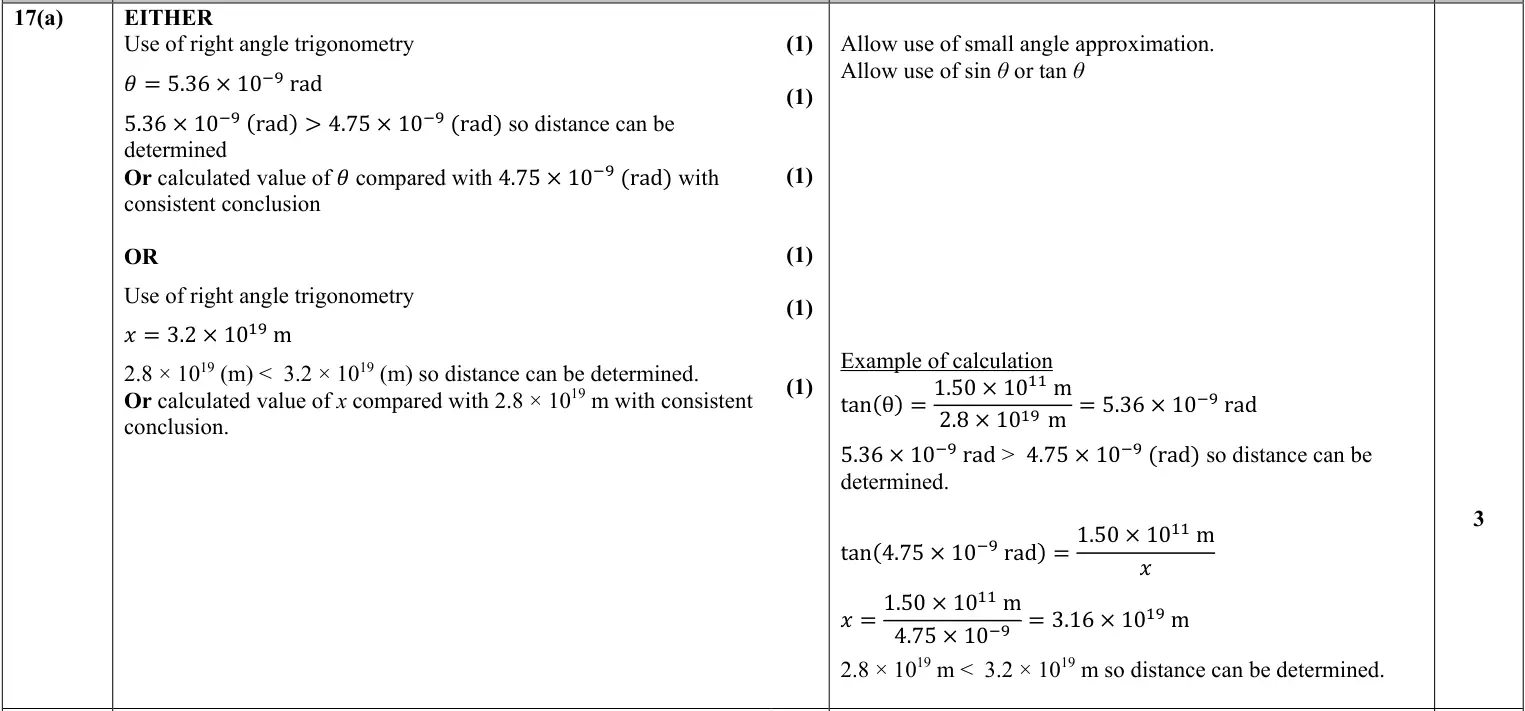 17(a)
EITHER
Use of right angle trigonometry (1)
θ = 5.36 × 10⁻⁹ rad
(1)
5.36 × 10⁻⁹ (rad) > 4.75 × 10⁻⁹ (rad) so distance can be
determined
Or calculated value of θ compared with 4.75 × 10⁻⁹ (rad) with (1)
consistent conclusion
OR (1)
Use of right angle trigonometry
(1)
x = 3.2 × 10¹⁹ m
2.8 × 10¹⁹ (m) < 3.2 × 10¹⁹ (m) so distance can be determined.
(1)
Or calculated value of x compared with 2.8 × 10¹⁹ m with consistent
conclusion.
Allow use of small angle approximation.
Allow use of sin θ or tan θ
Example of calculation
tan(θ) = 1.50 × 10¹¹ m / 2.8 × 10¹⁹ m = 5.36 × 10⁻⁹ rad
5.36 × 10⁻⁹ rad > 4.75 × 10⁻⁹ (rad) so distance can be
determined.
tan(4.75 × 10⁻⁹ rad) = 1.50 × 10¹¹ m / x
x = 1.50 × 10¹¹ m / 4.75 × 10⁻⁹ = 3.16 × 10¹⁹ m
2.8 × 10¹⁹ m < 3.2 × 10¹⁹ m so distance can be determined.
3